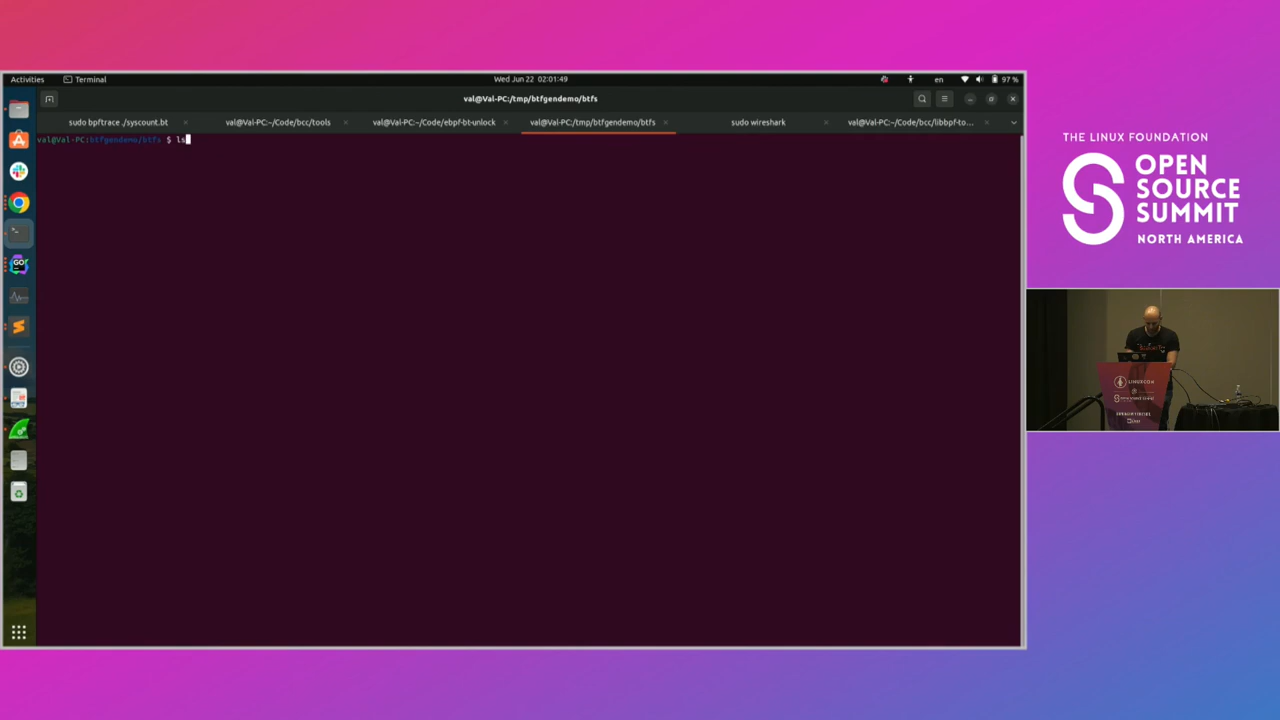 Activities
Terminal
Wed Jun 22 02:01:49
en
97 %
val@Val-PC:/tmp/btfgendemo/btfs
sudo bpftrace ./syscount.bt
val@Val-PC:~/Code/bcc/tools
val@Val-PC:~/Code/ebpf-bt-unlock
val@Val-PC:/tmp/btfgendemo/btfs
sudo wireshark
val@Val-PC:~/Code/bcc/libbpf-to...
val@Val-PC:btfgendemo/btfs $ ls
GO
THE LINUX FOUNDATION
OPEN
SOURCE
SUMMIT
NORTH AMERICA
LINUXCON